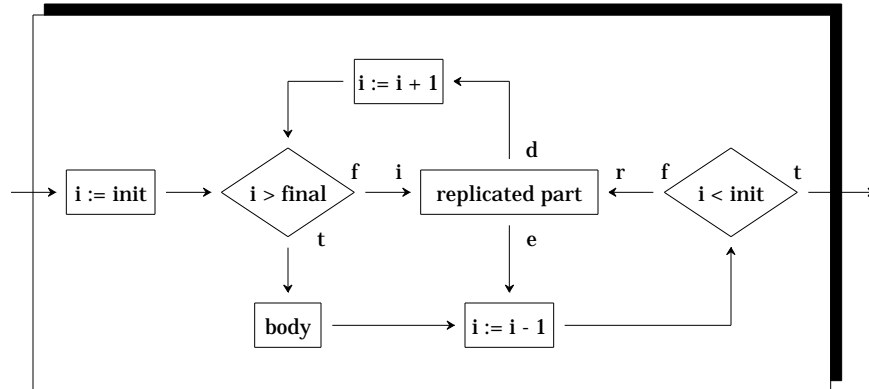 i := i + 1
d
i := init
i > final
f
i
replicated part
r
f
i < init
t
t
e
body
i := i - 1